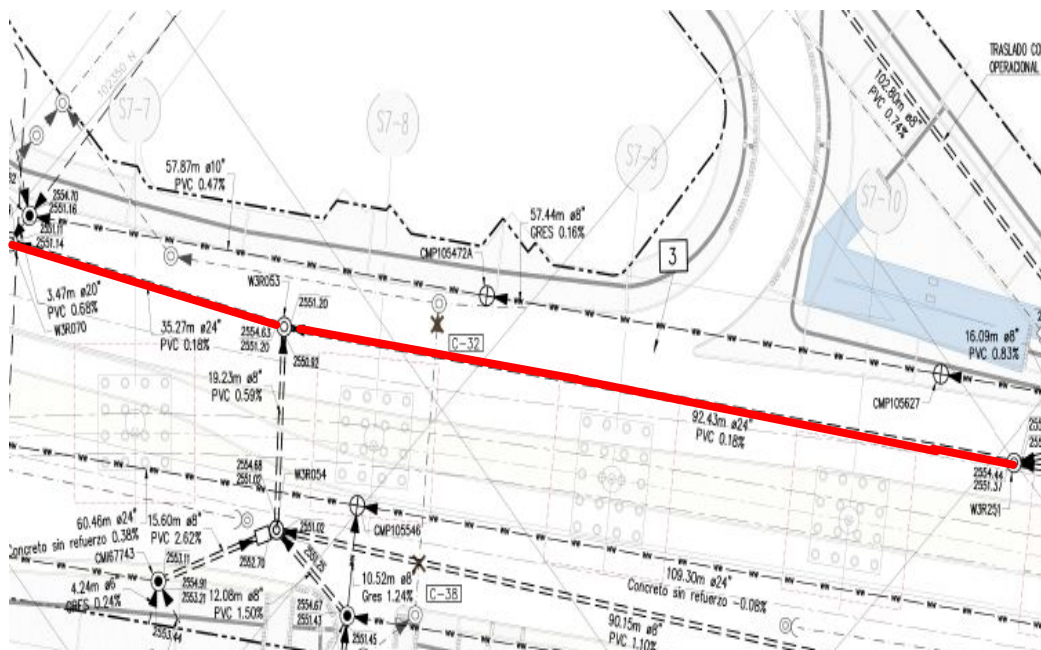 TRASLADO CO
OPERACIONAL
102.80m ø8"
PVC 0.74%
102350 N
S7-7
S7-8
S7-9
S7-10
57.87m ø10"
PVC 0.47%
57.44m ø8"
GRES 0.16%
CMP105472A
3
2554.70
2551.16
2551.11
2551.14
W3R053
2551.20
3.47m ø20"
PVC 0.68%
W3R070
35.27m ø24"
PVC 0.18%
2554.63
2551.20
2550.92
C-32
16.09m ø8"
PVC 0.83%
CMP105627
19.23m ø8"
PVC 0.59%
92.43m ø24"
PVC 0.18%
2554.44
2551.37
W3R251
2554.68
2551.02
W3R054
CMP105546
60.46m ø24"
Concreto sin refuerzo 0.38%
15.60m ø8"
PVC 2.62%
CMI67743
2553.11
2552.70
2551.02
2551.25
4.24m ø6"
GRES 0.24%
2554.91
2553.21
12.08m ø8"
PVC 1.50%
2553.44
10.52m ø8
Gres 1.24%
C-38
2554.67
2551.43
2551.45
109.30m ø24"
Concreto sin refuerzo -0.08%
90.15m ø8"
PVC 1.10%